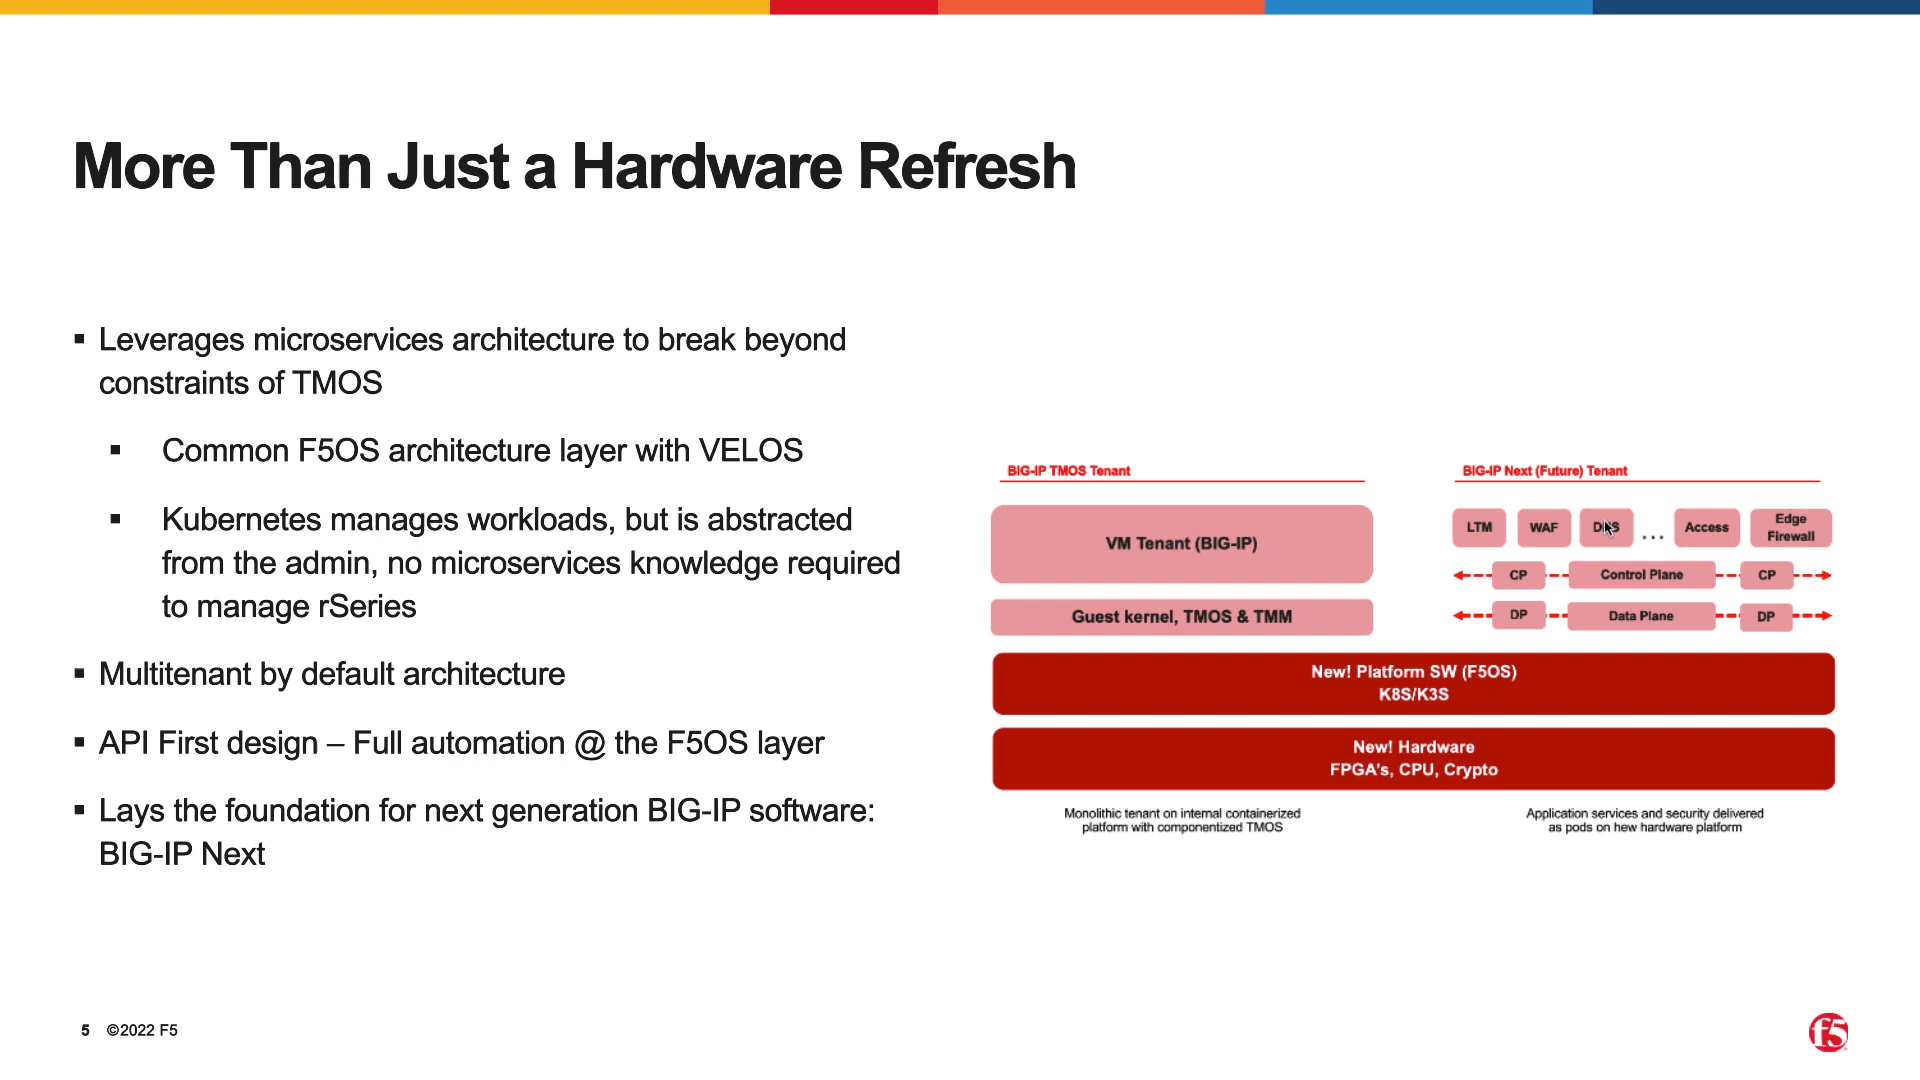 More Than Just a Hardware Refresh
▪ Leverages microservices architecture to break beyond
constraints of TMOS
▪ Common F5OS architecture layer with VELOS
▪ Kubernetes manages workloads, but is abstracted
from the admin, no microservices knowledge required
to manage rSeries
▪ Multitenant by default architecture
▪ API First design – Full automation @ the F5OS layer
▪ Lays the foundation for next generation BIG-IP software:
BIG-IP Next
BIG-IP TMOS Tenant
VM Tenant (BIG-IP)
Guest kernel, TMOS & TMM
BIG-IP Next (Future) Tenant
LTM WAF DNS ... Access Edge
Firewall
CP Control Plane CP
DP Data Plane DP
New! Platform SW (F5OS)
K8S/K3S
New! Hardware
FPGA's, CPU, Crypto
Monolithic tenant on internal containerized
platform with componentized TMOS
Application services and security delivered
as pods on hew hardware platform
5 ©2022 F5
f5